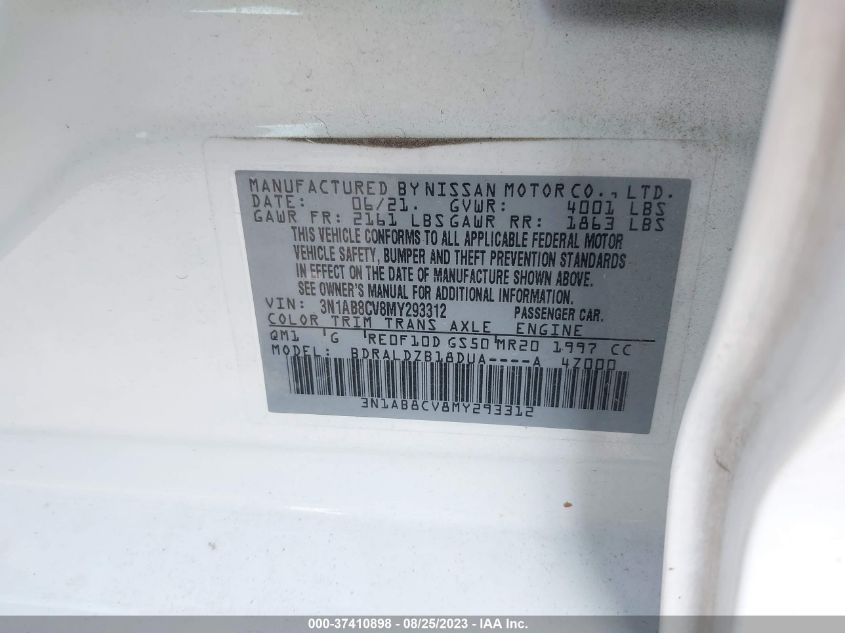 MANUFACTURED BY NISSAN MOTOR CO., LTD.
DATE: 06/21. GVWR: 4001 LBS
GAWR FR: 2161 LBS GAWR RR: 1863 LBS
THIS VEHICLE CONFORMS TO ALL APPLICABLE FEDERAL MOTOR
VEHICLE SAFETY, BUMPER AND THEFT PREVENTION STANDARDS
IN EFFECT ON THE DATE OF MANUFACTURE SHOWN ABOVE.
SEE OWNER'S MANUAL FOR ADDITIONAL INFORMATION.
VIN: 3N1AB8CV8MY293312 PASSENGER CAR.
COLOR TRIM TRANS AXLE ENGINE
QM1 G RE0F10D GS50 MR20 1997 CC
MODEL: BDRALDZB18DUA----A 47000
3N1AB8CV8MY293312
000-37410898 - 08/25/2023 - IAA Inc.